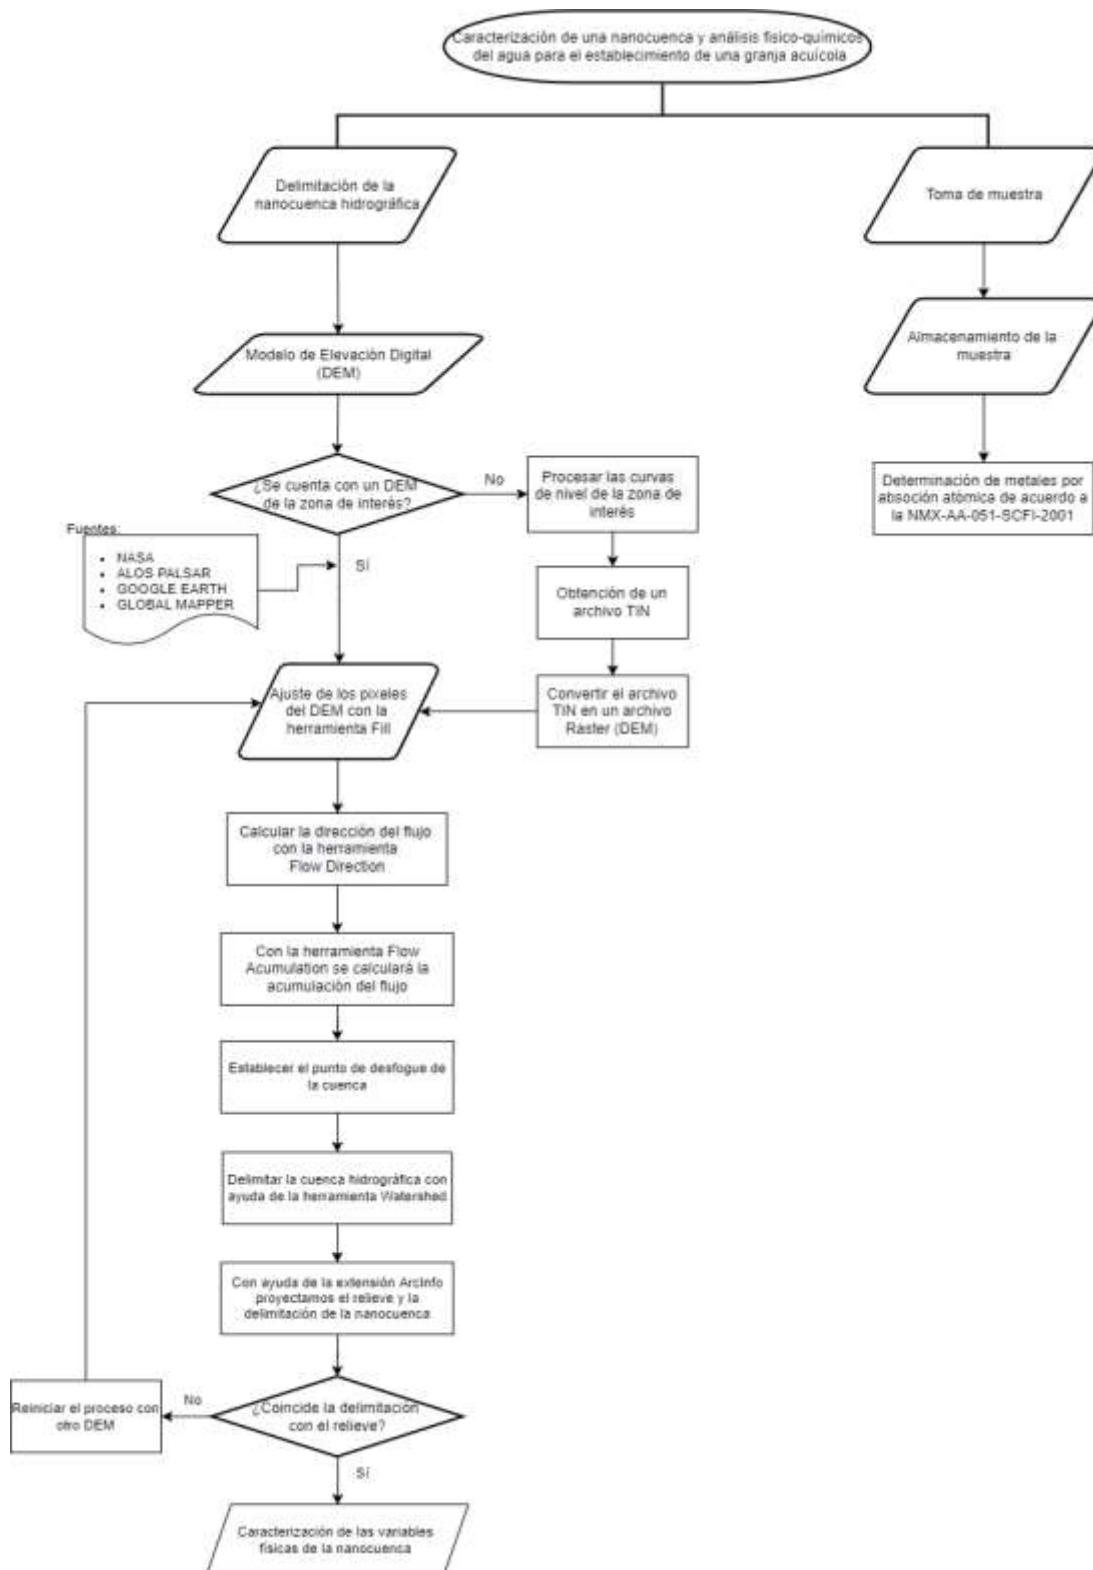 Caracterización de una nanocuenca y análisis físico-químicos
del agua para el establecimiento de una granja acuícola
Delimitación de la
nanocuenca hidrográfica
Toma de muestra
Modelo de Elevación Digital
(DEM)
Almacenamiento de la
muestra
¿Se cuenta con un DEM
de la zona de interés?
No
Procesar las curvas
de nivel de la zona de
interés
Determinación de metales por
absoción atómica de acuerdo a
la NMX-AA-051-SCFI-2001
Fuentes:
• NASA
• ALOS PALSAR
• GOOGLE EARTH
• GLOBAL MAPPER
Sí
Obtención de un
archivo TIN
Ajuste de los pixeles
del DEM con la
herramienta Fill
Convertir el archivo
TIN en un archivo
Raster (DEM)
Calcular la dirección del flujo
con la herramienta
Flow Direction
Con la herramienta Flow
Acumulation se calculará la
acumulación del flujo
Establecer el punto de desfogue de
la cuenca
Delimitar la cuenca hidrográfica con
ayuda de la herramienta Watershed
Con ayuda de la extensión ArcInfo
proyectamos el relieve y la
delimitación de la nanocuenca
Reiniciar el proceso con
otro DEM
No
¿Coincide la delimitación
con el relieve?
Sí
Caracterización de las variables
físicas de la nanocuenca